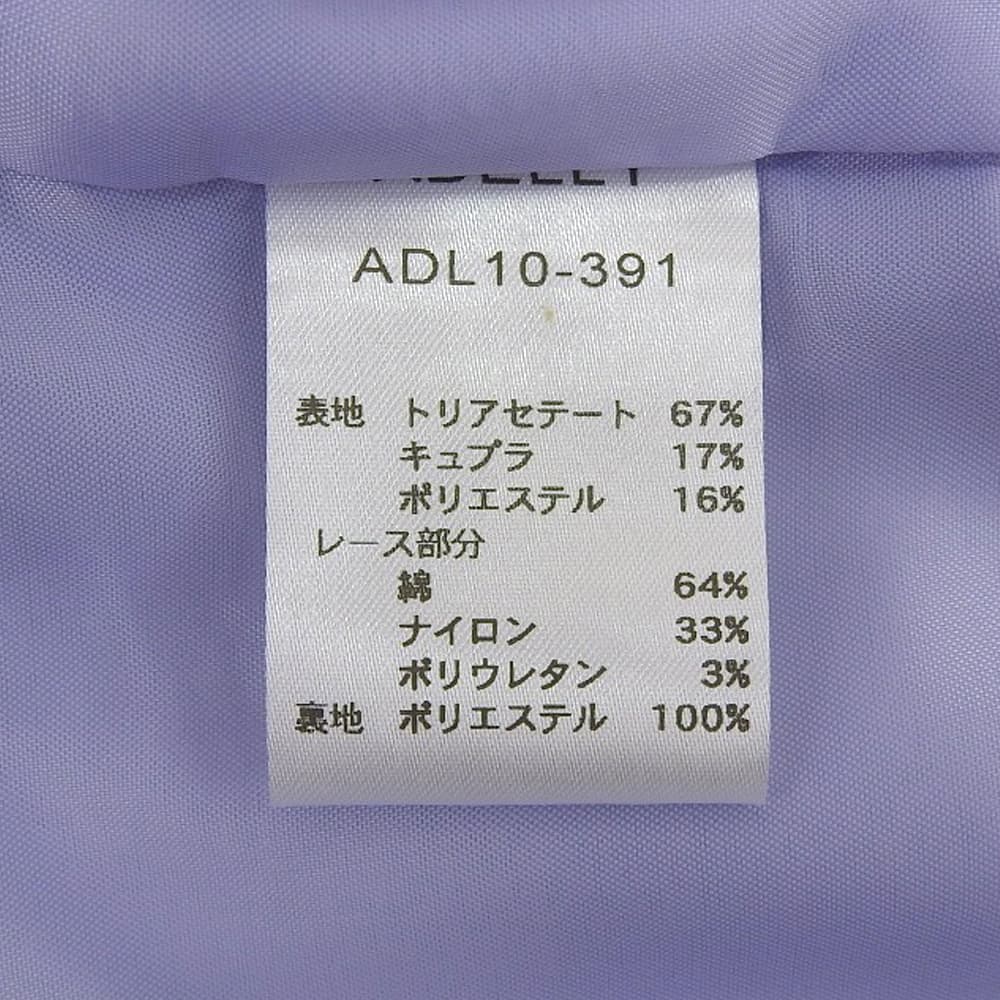 ADL10-391
表地 トリアセテート 67%
キュプラ 17%
ポリエステル 16%
レース部分
綿 64%
ナイロン 33%
ポリウレタン 3%
裏地 ポリエステル 100%